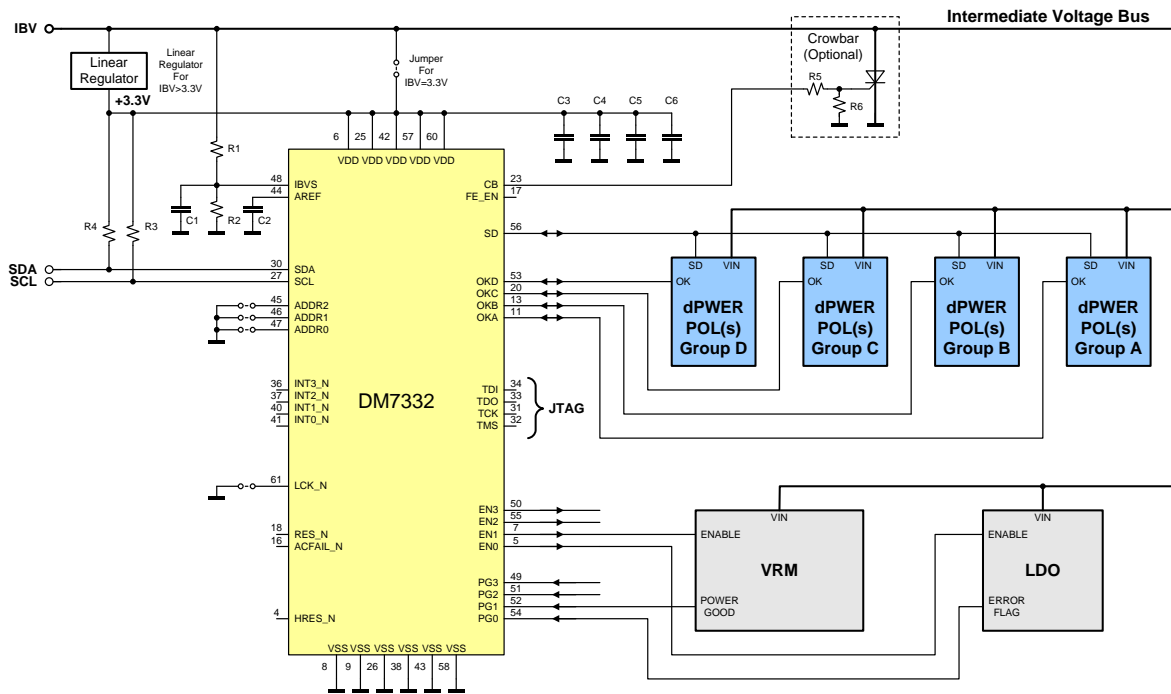 IBV
Intermediate Voltage Bus
Linear
Regulator
Linear
Regulator
For
IBV>3.3V
+3.3V
Jumper
For
IBV=3.3V
Crowbar
(Optional)
R5
R6
C3
C4
C5
C6
6
25
42
57
60
VDD
VDD
VDD
VDD
VDD
R1
R2
C1
C2
R4
R3
48
IBVS
44
AREF
SDA
SCL
30
SDA
27
SCL
45
ADDR2
46
ADDR1
47
ADDR0
36
INT3_N
37
INT2_N
40
INT1_N
41
INT0_N
61
LCK_N
18
RES_N
16
ACFAIL_N
4
HRES_N
DM7332
CB
23
FE_EN
17
SD
56
OKD
53
OKC
20
OKB
13
OKA
11
TDI
34
TDO
33
TCK
31
TMS
32
JTAG
EN3
50
EN2
55
EN1
7
EN0
5
PG3
49
PG2
51
PG1
52
PG0
54
VSS
VSS
VSS
VSS
VSS
VSS
8
9
26
38
43
58
SD
VIN
OK
dPWER
POL(s)
Group D
SD
VIN
OK
dPWER
POL(s)
Group C
SD
VIN
OK
dPWER
POL(s)
Group B
SD
VIN
OK
dPWER
POL(s)
Group A
VIN
ENABLE
VRM
POWER
GOOD
VIN
ENABLE
LDO
ERROR
FLAG